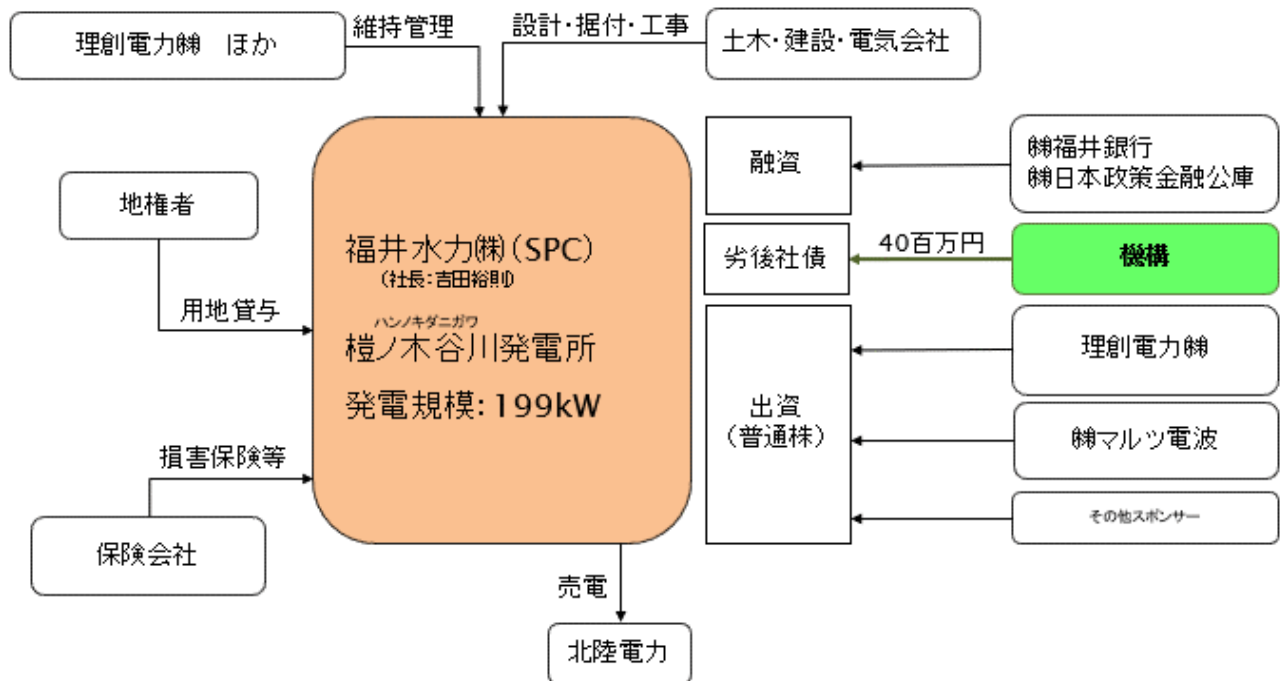 理創電力㈱　ほか
維持管理
設計・据付・工事
土木・建設・電気会社
地権者
用地貸与
損害保険等
保険会社
福井水力㈱(SPC)
(社長:吉田裕則)
ハンノキダニガワ
榿ノ木谷川発電所
発電規模: 199kW
売電
北陸電力
融資
㈱福井銀行
㈱日本政策金融公庫
劣後社債
40百万円
機構
出資
(普通株)
理創電力㈱
㈱マルツ電波
その他スポンサー